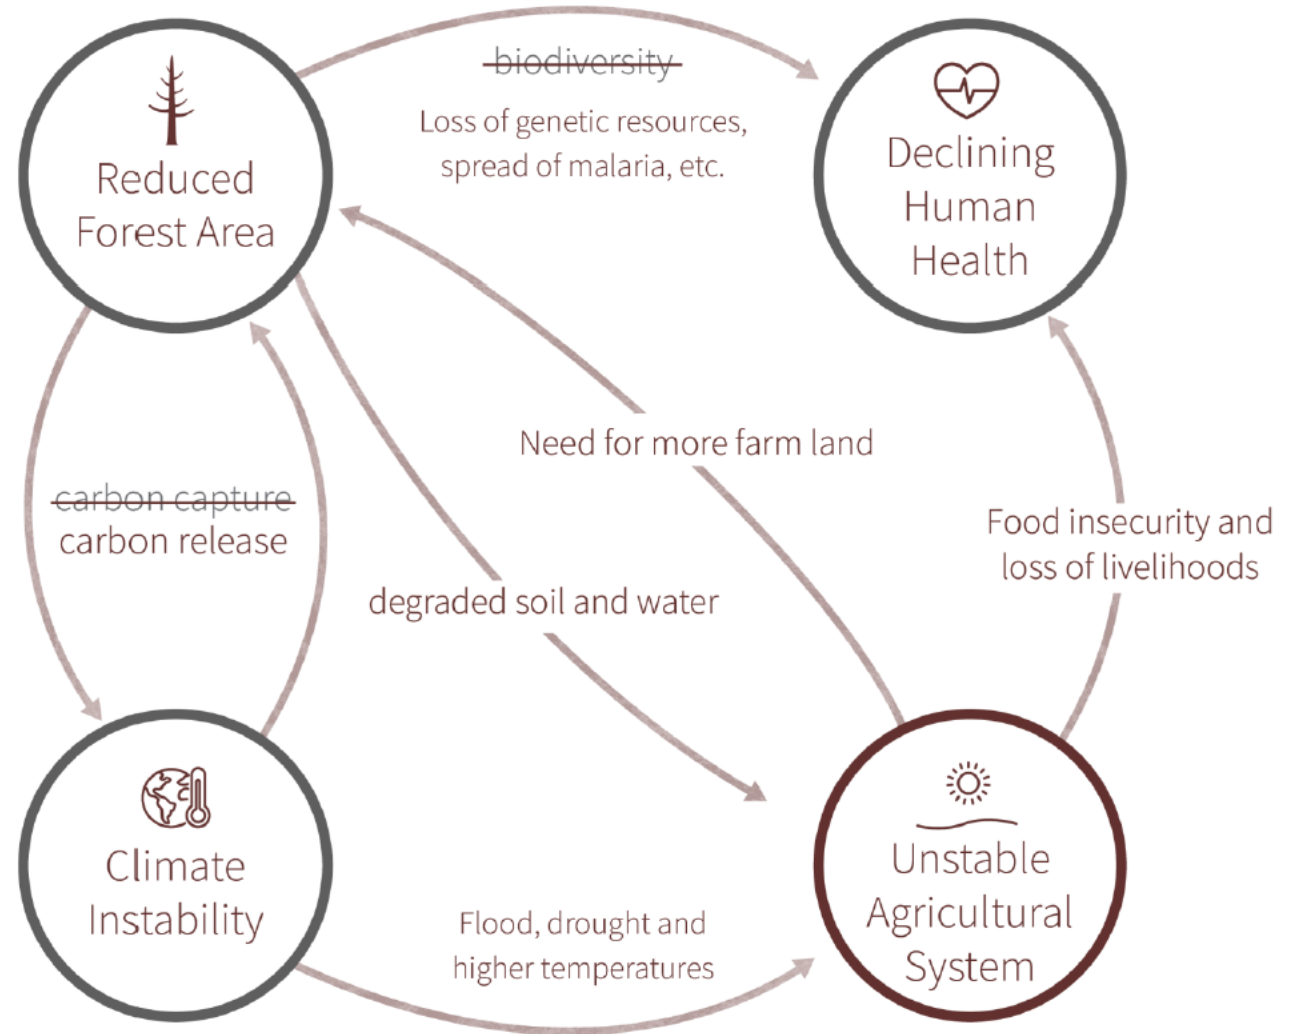 biodiversity
Loss of genetic resources,
spread of malaria, etc.
Reduced
Forest Area
Declining
Human
Health
Need for more farm land
carbon capture
carbon release
Food insecurity and
loss of livelihoods
degraded soil and water
Climate
Instability
Flood, drought and
higher temperatures
Unstable
Agricultural
System